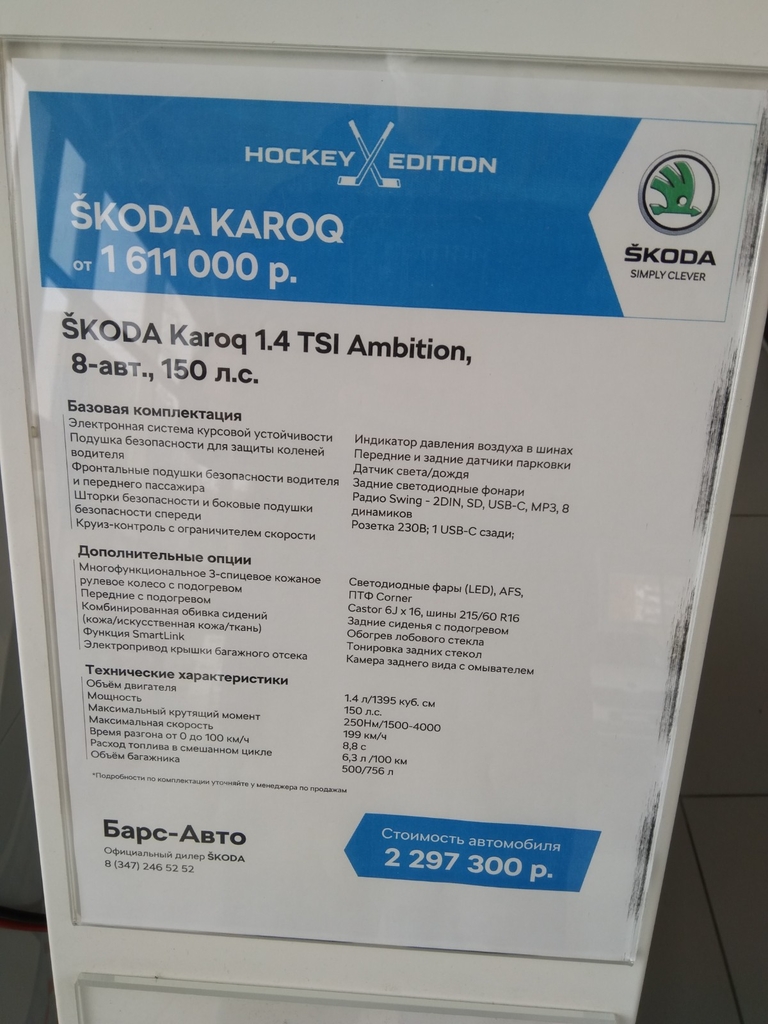 HOCKEY EDITION
ŠKODA KAROQ
от 1 611 000 р.
ŠKODA
SIMPLY CLEVER
ŠKODA Karoq 1.4 TSI Ambition,
8-авт., 150 л.с.
Базовая комплектация
Электронная система курсовой устойчивости
Подушка безопасности для защиты коленей
водителя
Фронтальные подушки безопасности водителя
и переднего пассажира
Шторки безопасности и боковые подушки
безопасности спереди
Круиз-контроль с ограничителем скорости
Индикатор давления воздуха в шинах
Передние и задние датчики парковки
Датчик света/дождя
Задние светодиодные фонари
Радио Swing - 2DIN, SD, USB-C, MP3, 8
динамиков
Розетка 230В; 1 USB-C сзади;
Дополнительные опции
Многофункциональное 3-спицевое кожаное
рулевое колесо с подогревом
Передние с подогревом
Комбинированная обивка сидений
(кожа/искусственная кожа/ткань)
Функция SmartLink
Электропривод крышки багажного отсека
Светодиодные фары (LED), AFS,
ПТФ Corner
Castor 6J x 16, шины 215/60 R16
Задние сиденья с подогревом
Обогрев лобового стекла
Тонировка задних стекол
Камера заднего вида с омывателем
Технические характеристики
Объём двигателя
Мощность
Максимальный крутящий момент
Максимальная скорость
Время разгона от 0 до 100 км/ч
Расход топлива в смешанном цикле
Объём багажника
1.4 л/1395 куб. см
150 л.с.
250Нм/1500-4000
199 км/ч
8,8 с
6,3 л /100 км
500/756 л
*Подробности по комплектации уточняйте у менеджера по продажам
Барс-Авто
Официальный дилер ŠKODA
8 (347) 246 52 52
Стоимость автомобиля
2 297 300 р.